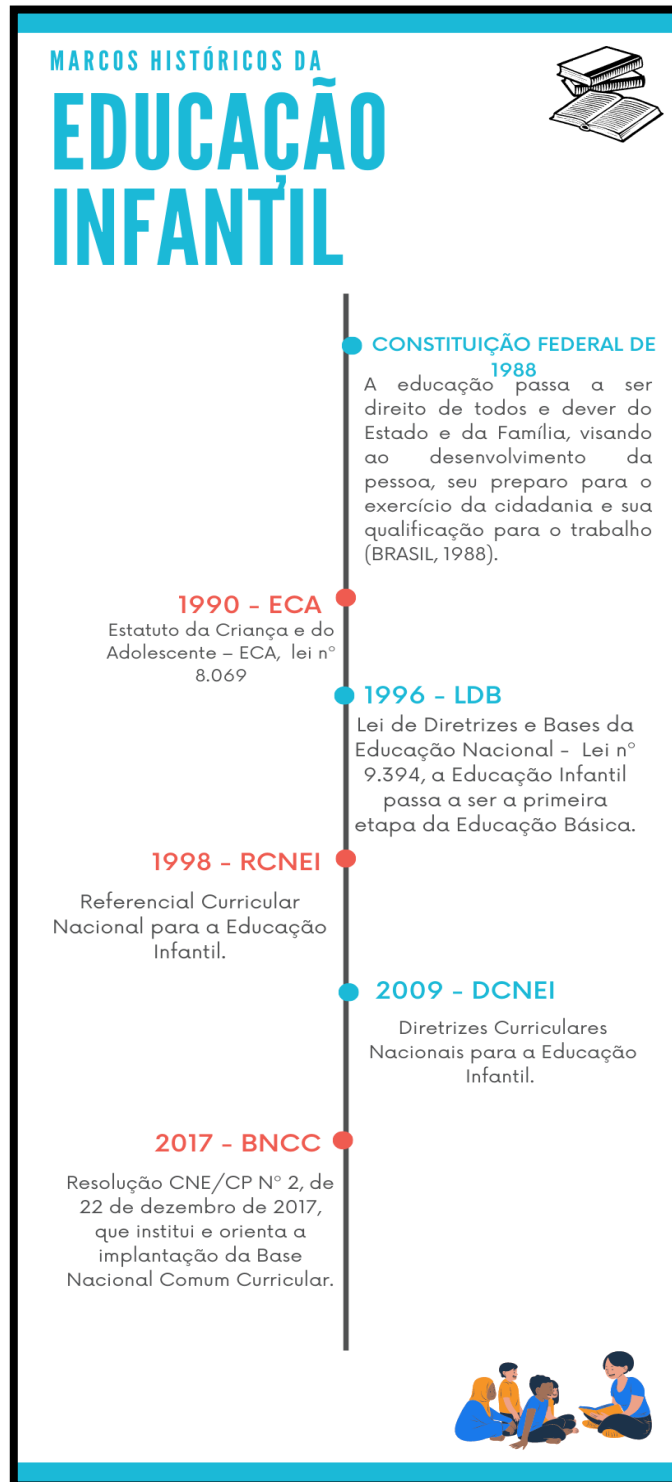 MARCOS HISTÓRICOS DA
EDUCAÇÃO
INFANTIL
CONSTITUIÇÃO FEDERAL DE
1988
A educação passa a ser
direito de todos e dever do
Estado e da Família, visando
ao desenvolvimento da
pessoa, seu preparo para o
exercício da cidadania e sua
qualificação para o trabalho
(BRASIL, 1988).
1990 - ECA
Estatuto da Criança e do
Adolescente – ECA, lei nº
8.069
1996 - LDB
Lei de Diretrizes e Bases da
Educação Nacional - Lei nº
9.394, a Educação Infantil
passa a ser a primeira
etapa da Educação Básica.
1998 - RCNEI
Referencial Curricular
Nacional para a Educação
Infantil.
2009 - DCNEI
Diretrizes Curriculares
Nacionais para a Educação
Infantil.
2017 - BNCC
Resolução CNE/CP Nº 2, de
22 de dezembro de 2017,
que institui e orienta a
implantação da Base
Nacional Comum Curricular.